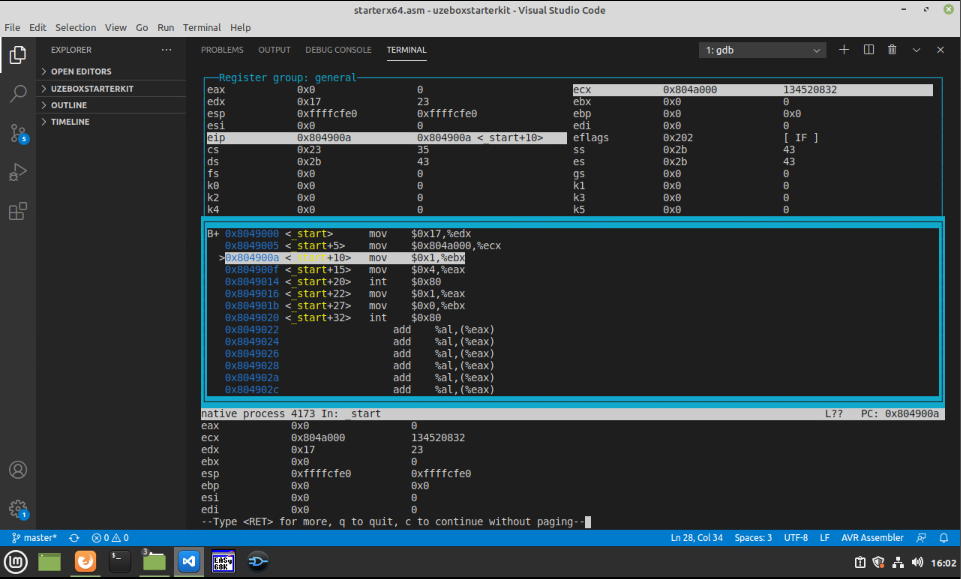 starterx64.asm - uzeboxstarterkit - Visual Studio Code
File Edit Selection View Go Run Terminal Help
EXPLORER ...
OPEN EDITORS
UZEBOXSTARTERKIT
OUTLINE
TIMELINE
PROBLEMS OUTPUT DEBUG CONSOLE TERMINAL 1: gdb
Register group: general
eax 0x0 0 ecx 0x804a000 134520832
edx 0x17 23 ebx 0x0 0
esp 0xffffcfe0 0xffffcfe0 ebp 0x0 0x0
esi 0x0 0 edi 0x0 0
eip 0x804900a 0x804900a <_start+10> eflags 0x202 [ IF ]
cs 0x23 35 ss 0x2b 43
ds 0x2b 43 es 0x2b 43
fs 0x0 0 gs 0x0 0
k0 0x0 0 k1 0x0 0
k2 0x0 0 k3 0x0 0
k4 0x0 0 k5 0x0 0
B+ 0x8049000 <_start> mov $0x17,%edx
0x8049005 <_start+5> mov $0x804a000,%ecx
>0x804900a <_start+10> mov $0x1,%ebx
0x804900f <_start+15> mov $0x4,%eax
0x8049014 <_start+20> int $0x80
0x8049016 <_start+22> mov $0x1,%eax
0x804901b <_start+27> mov $0x0,%ebx
0x8049020 <_start+32> int $0x80
0x8049022 add %al,(%eax)
0x8049024 add %al,(%eax)
0x8049026 add %al,(%eax)
0x8049028 add %al,(%eax)
0x804902a add %al,(%eax)
0x804902c add %al,(%eax)
native process 4173 In: _start L?? PC: 0x804900a
eax 0x0 0
ecx 0x804a000 134520832
edx 0x17 23
ebx 0x0 0
esp 0xffffcfe0 0xffffcfe0
ebp 0x0 0x0
esi 0x0 0
edi 0x0 0
--Type <RET> for more, q to quit, c to continue without paging--
5
1
master* 0 0 Ln 28, Col 34 Spaces: 3 UTF-8 LF AVR Assembler
3
EASy
68K
16:02